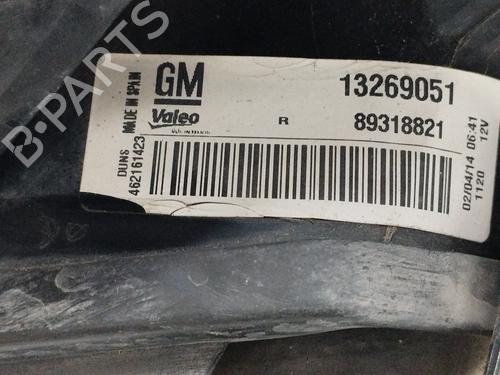 B-PARTS
MADE IN SPAIN
GM
13269051
Valeo
R
89318821
DUNS
462161423
02/04/14 06:41
1120 12V